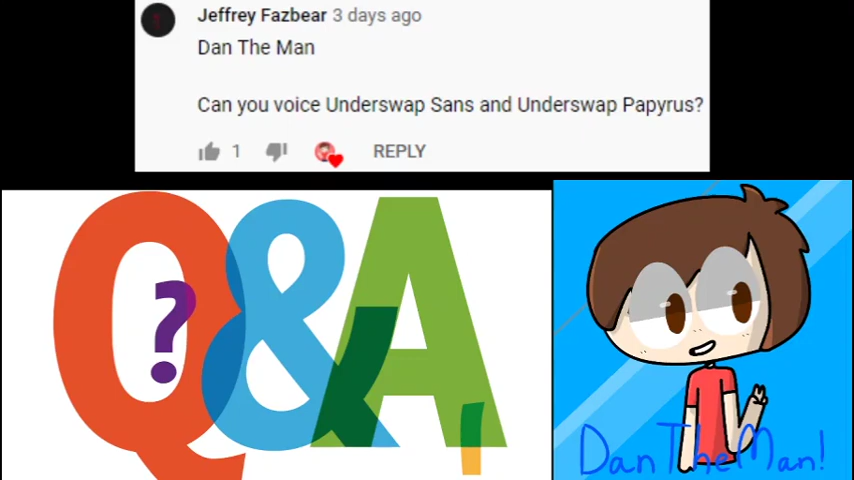 Jeffrey Fazbear 3 days ago
Dan The Man
Can you voice Underswap Sans and Underswap Papyrus?
1 REPLY
Q&A
?
!
DanTheMan!